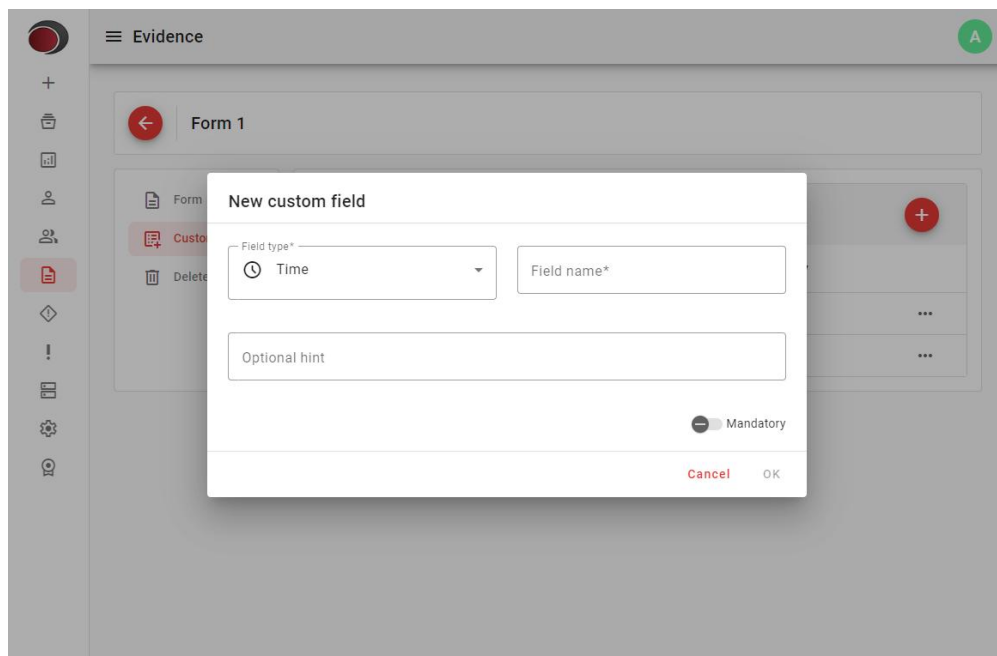 Evidence
A
Form 1
Form
New custom field
Custo
Delete
Field type*
Time
Field name*
Optional hint
Mandatory
Cancel OK